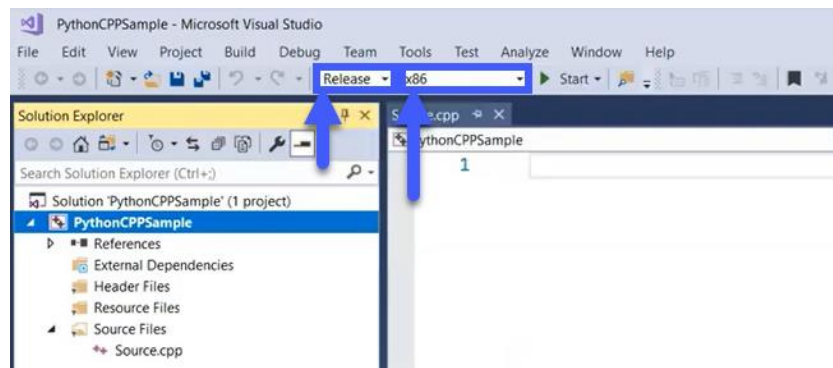 PythonCPPSample - Microsoft Visual Studio
File Edit View Project Build Debug Team Tools Test Analyze Window Help
Release x86 Start
Solution Explorer
Search Solution Explorer (Ctrl+;)
Solution 'PythonCPPSample' (1 project)
PythonCPPSample
References
External Dependencies
Header Files
Resource Files
Source Files
Source.cpp
1